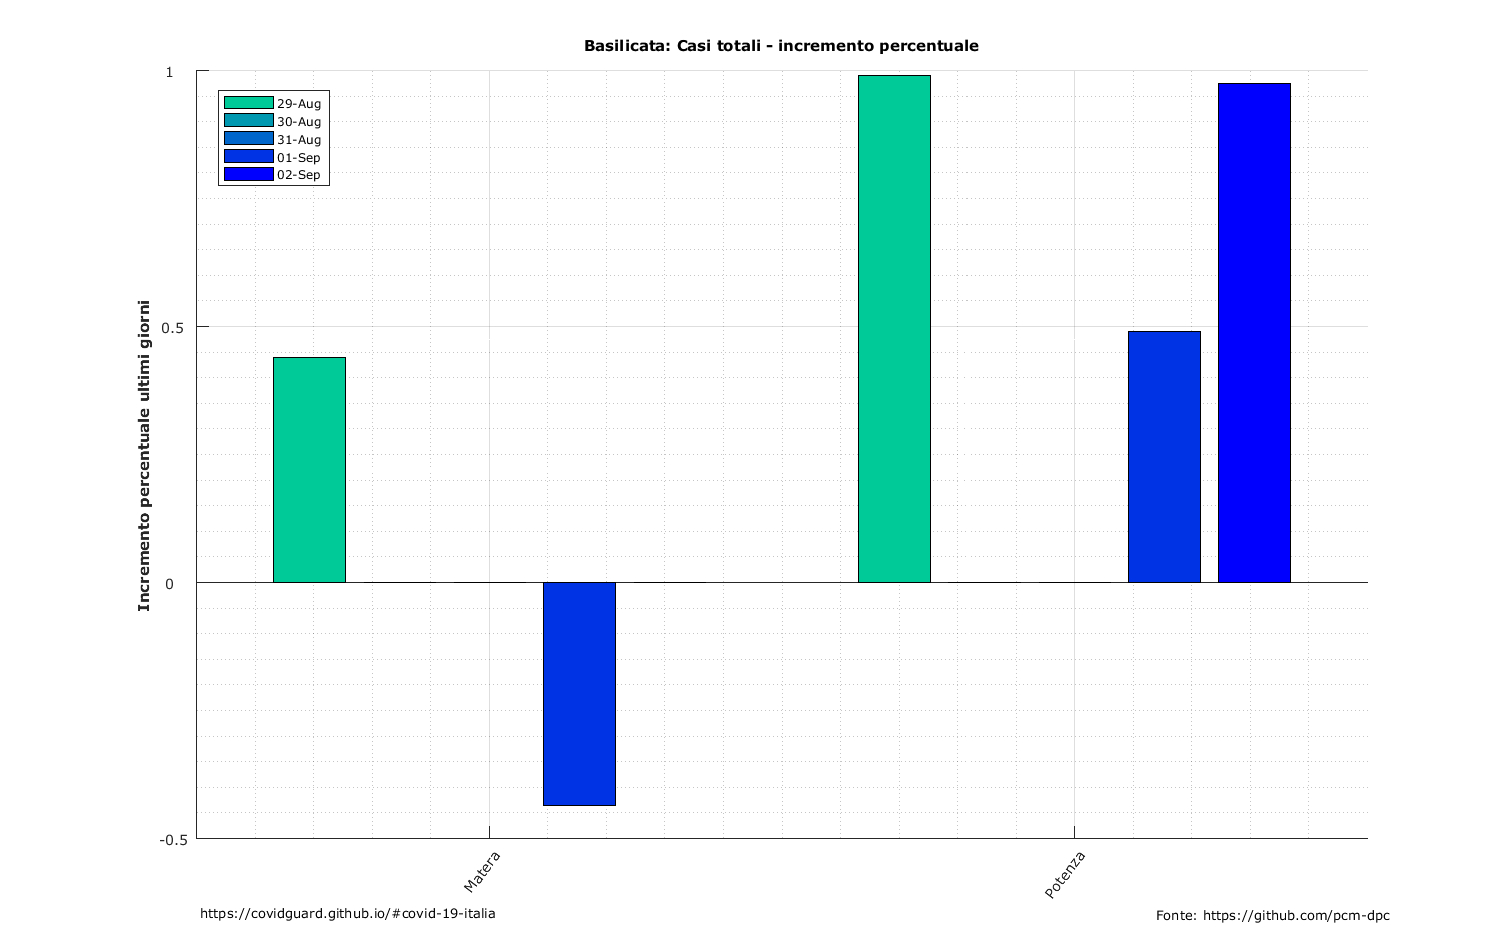 Basilicata: Casi totali - incremento percentuale
Incremento percentuale ultimi giorni
1
0.5
0
-0.5
29-Aug
30-Aug
31-Aug
01-Sep
02-Sep
Matera
Potenza
https://covidguard.github.io/#covid-19-italia
Fonte: https://github.com/pcm-dpc